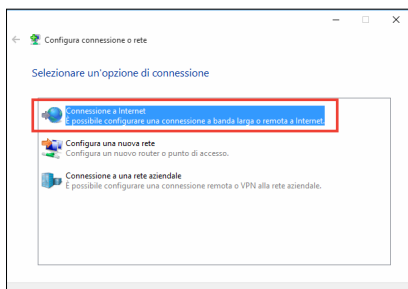 Configura connessione o rete
Selezionare un'opzione di connessione
Connessione a Internet
È possibile configurare una connessione a banda larga o remota a Internet.
Configura una nuova rete
Configura un nuovo router o punto di accesso.
Connessione a una rete aziendale
È possibile configurare una connessione remota o VPN alla rete aziendale.